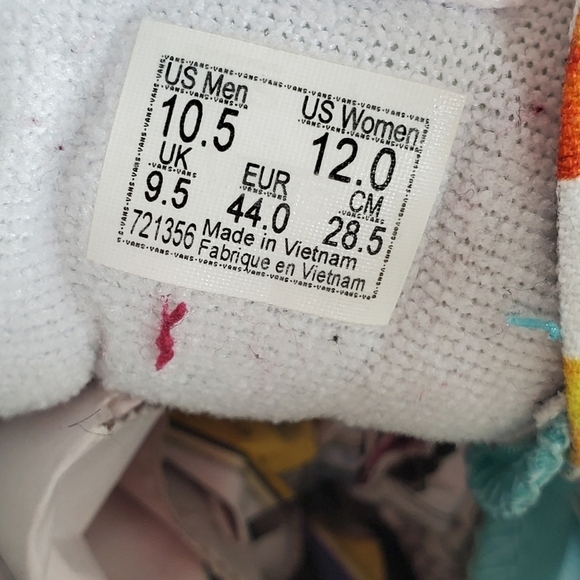 US Men US Women
10.5 12.0
UK EUR CM
9.5 44.0 28.5
721356 Made in Vietnam
Fabrique en Vietnam